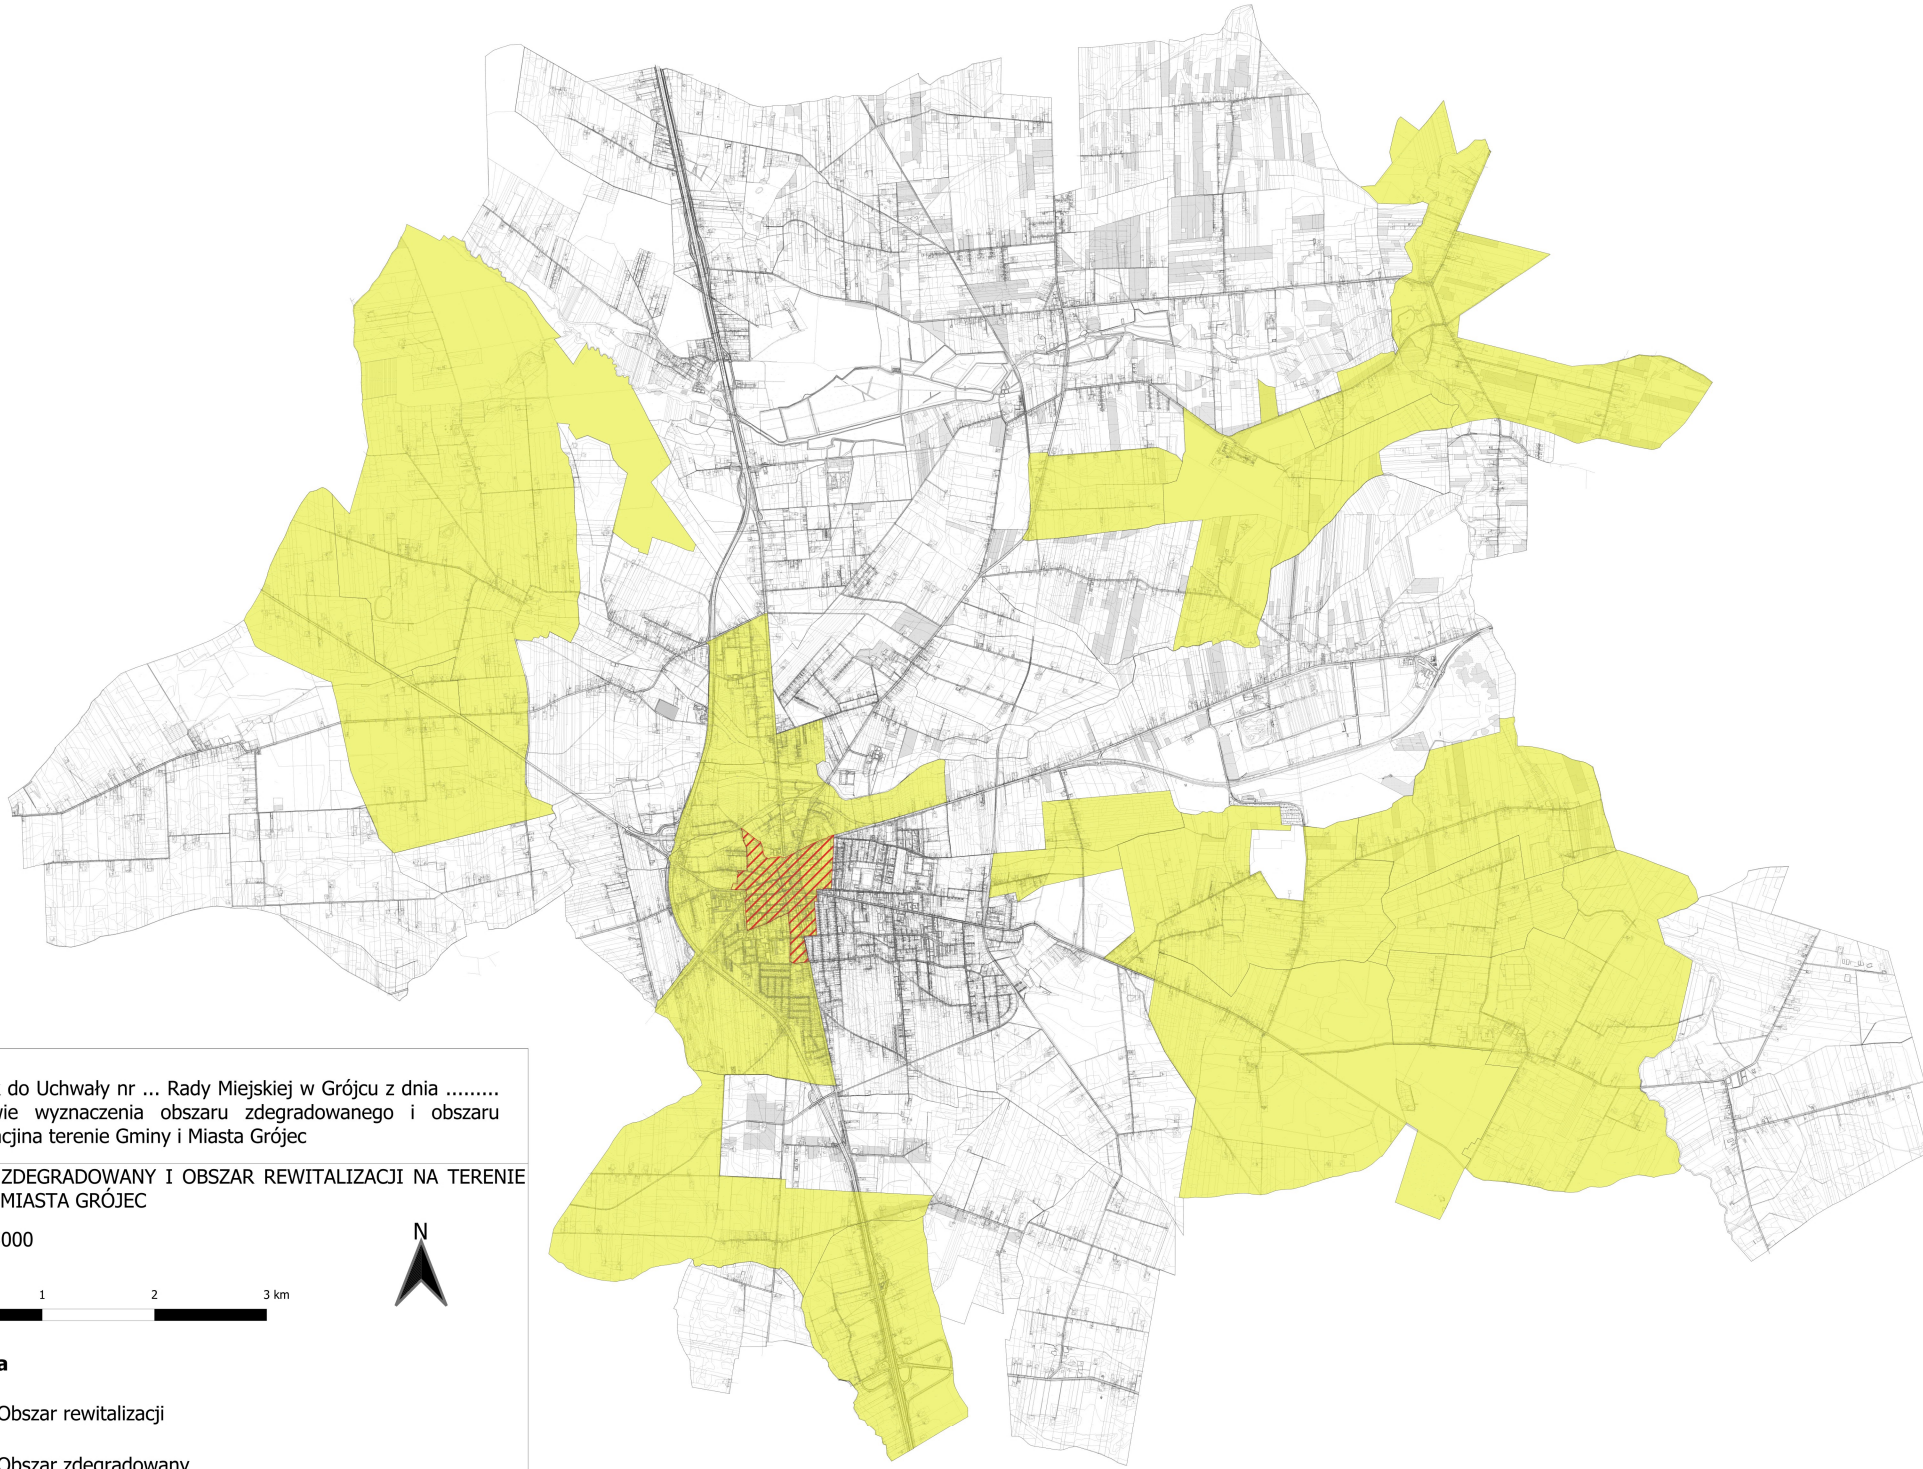 do Uchwały nr ... Rady Miejskiej w Grójcu z dnia .........
wie wyznaczenia obszaru zdegradowanego i obszaru
acjina terenie Gminy i Miasta Grójec
ZDEGRADOWANY I OBSZAR REWITALIZACJI NA TERENIE
MIASTA GRÓJEC
000
N
1 2 3 km
a
Obszar rewitalizacji
Obszar zdegradowany